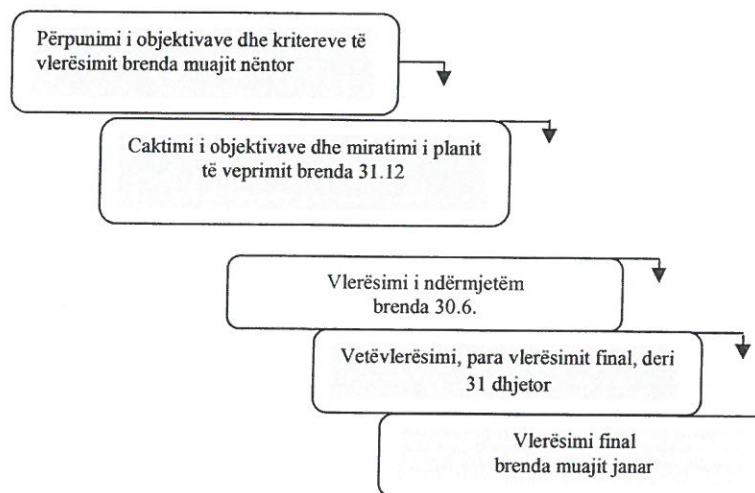 Përpunimi i objektivave dhe kritereve të
vlerësimit brenda muajit nëntor
Caktimi i objektivave dhe miratimi i planit
të veprimit brenda 31.12
Vlerësimi i ndërmjetëm
brenda 30.6.
Vetëvlerësimi, para vlerësimit final, deri
31 dhjetor
Vlerësimi final
brenda muajit janar